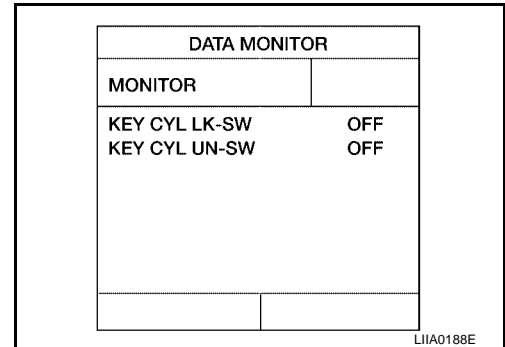 DATA MONITOR
MONITOR
KEY CYL LK-SW OFF
KEY CYL UN-SW OFF
LIIA0188E